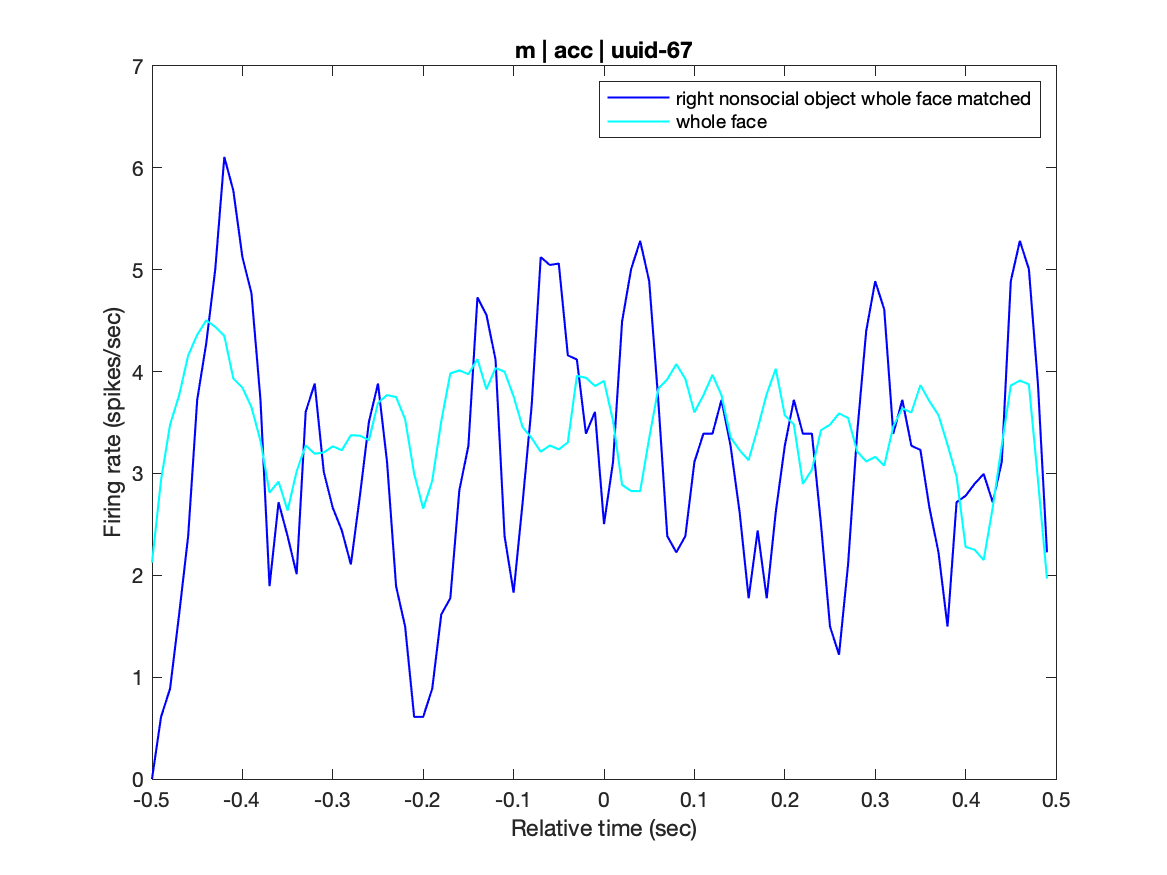 m | acc | uuid-67
right nonsocial object whole face matched
whole face
7
6
5
4
3
2
1
0
Firing rate (spikes/sec)
-0.5 -0.4 -0.3 -0.2 -0.1 0 0.1 0.2 0.3 0.4 0.5
Relative time (sec)